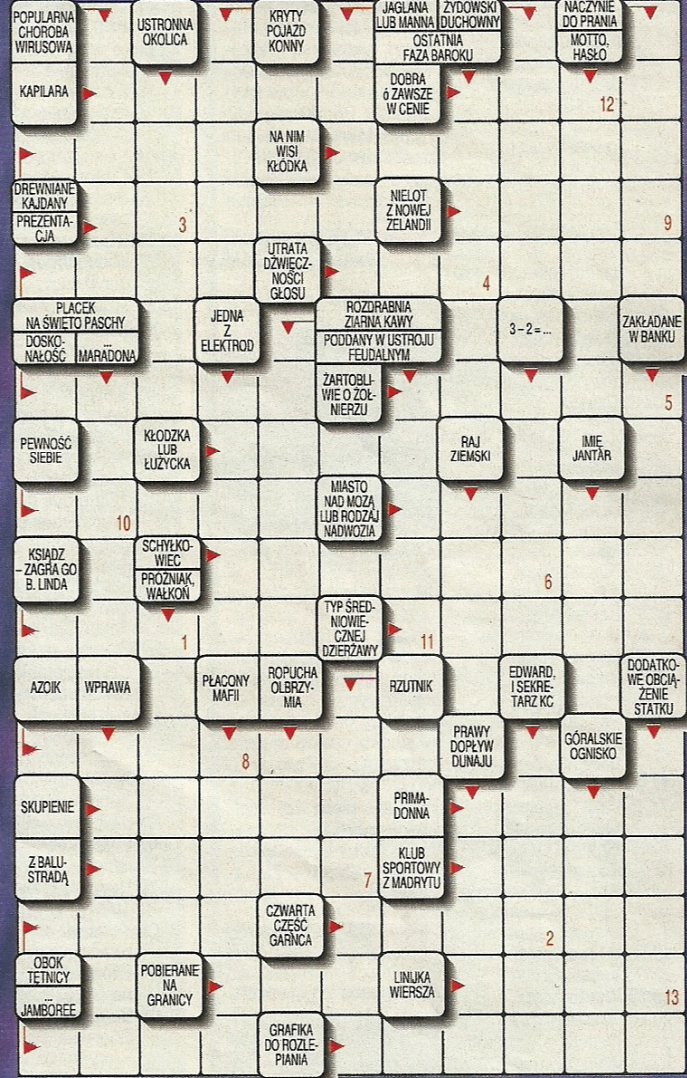 POPULARNA
CHOROBA
WIRUSOWA
USTRONNA
OKOLICA
KRYTY
POJAZD
KONNY
JAGLANA
LUB MANNA
ŻYDOWSKI
DUCHOWNY
OSTATNIA
FAZA BAROKU
NACZYNIE
DO PRANIA
MOTTO,
HASŁO
KAPILARA
DOBRA
ó ZAWSZE
W CENIE
12
NA NIM
WISI
KŁÓDKA
DREWNIANE
KAJDANY
PREZENTA-
CJA
3
NIELOT
Z NOWEJ
ZELANDII
9
UTRATA
DŹWIĘCZ-
NOŚCI
GŁOSU
4
PLACEK
NA ŚWIĘTO PASCHY
DOSKO-
NAŁOŚĆ
...
MARADONA
JEDNA
Z
ELEKTROD
ROZDRABNIA
ZIARNA KAWY
PODDANY W USTROJU
FEUDALNYM
3-2=...
ZAKŁADANE
W BANKU
ŻARTOBLI-
WIE O ŻOŁ-
NIERZU
5
PEWNOŚĆ
SIEBIE
KŁODZKA
LUB
ŁUŻYCKA
RAJ
ZIEMSKI
IMIĘ
JANTAR
10
MIASTO
NAD MOZĄ
LUB RODZAJ
NADWOZIA
KSIĄDZ
– ZAGRA GO
B. LINDA
SCHYŁKO-
WIEC
PRÓŻNIAK,
WAŁKOŃ
6
1
TYP ŚRED-
NIOWIE-
CZNEJ
DZIERŻAWY
11
AZOIK
WPRAWA
PŁACONY
MAFII
ROPUCHA
OLBRZY-
MIA
RZUTNIK
EDWARD,
I SEKRE-
TARZ KC
DODATKO-
WE OBCIĄ-
ŻENIE
STATKU
8
PRAWY
DOPŁYW
DUNAJU
GÓRALSKIE
OGNISKO
SKUPIENIE
PRIMA-
DONNA
Z BALU-
STRADĄ
7
KLUB
SPORTOWY
Z MADRYTU
CZWARTA
CZĘŚĆ
GARNCA
2
OBOK
TĘTNICY
...
JAMBOREE
POBIERANE
NA
GRANICY
LINIJKA
WIERSZA
13
GRAFIKA
DO ROZLE-
PIANIA